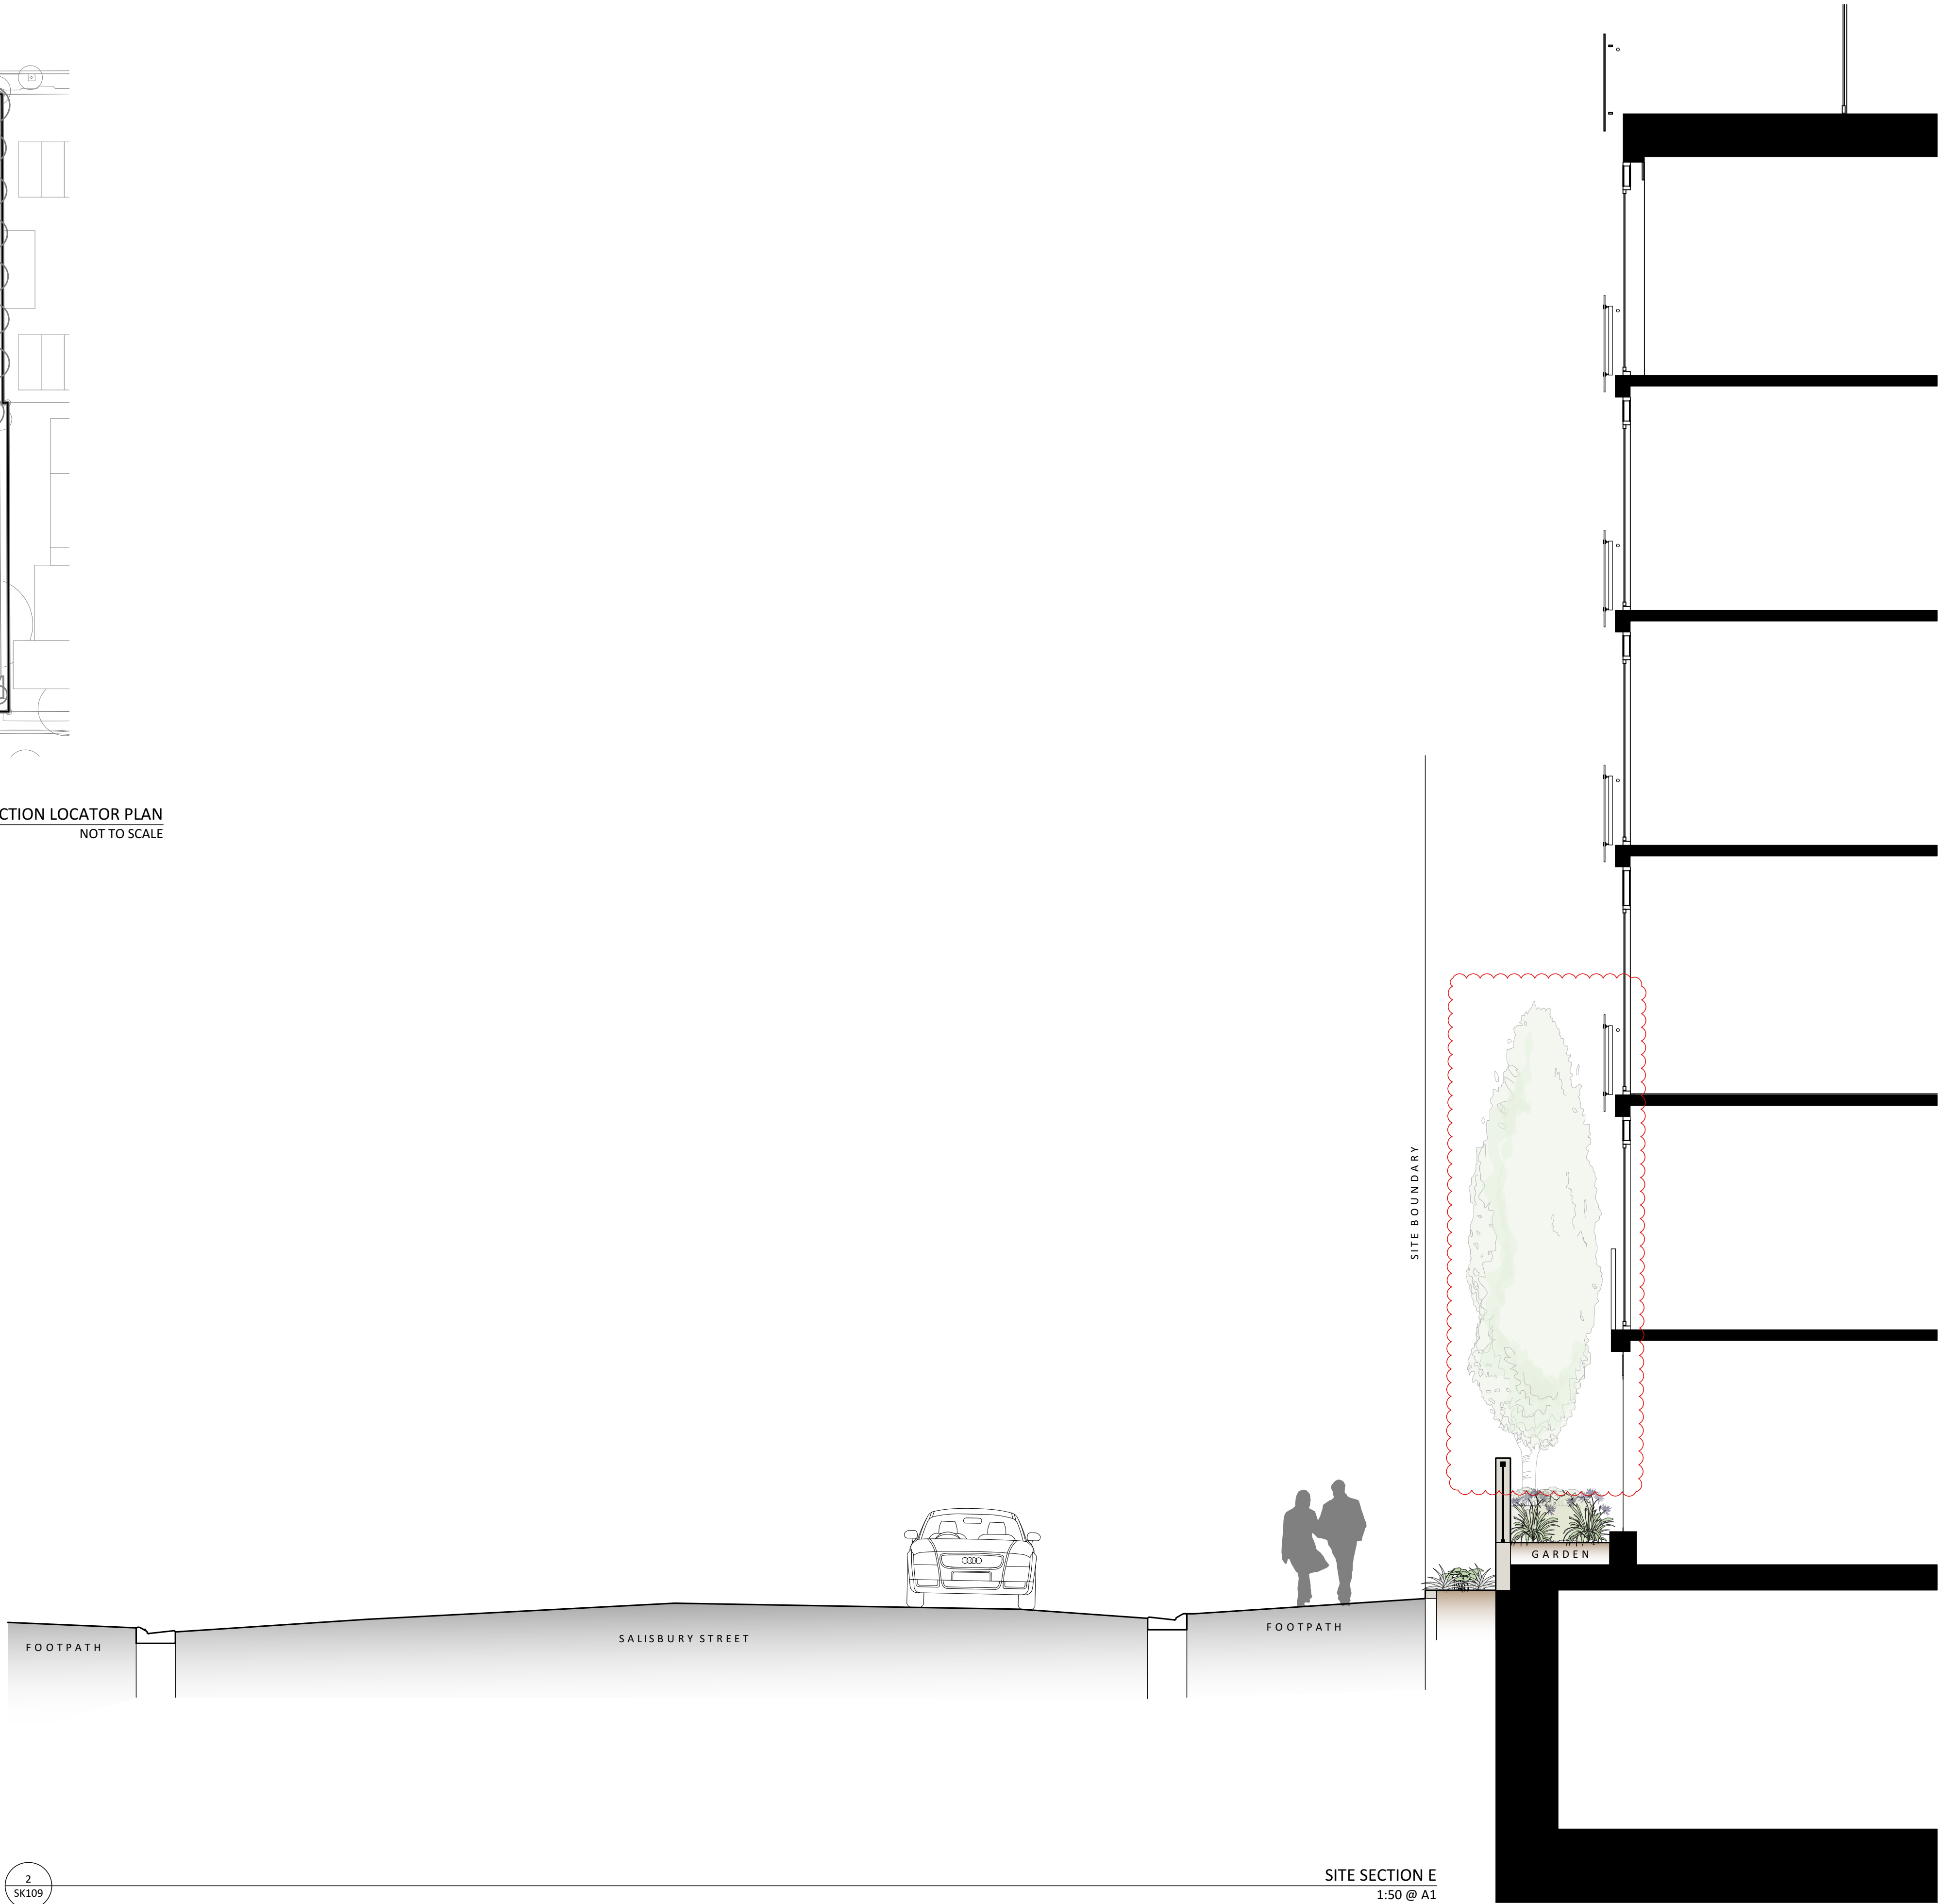 CTION LOCATOR PLAN
NOT TO SCALE
SITE BOUNDARY
GARDEN
FOOTPATH
SALISBURY STREET
FOOTPATH
2
SK109
SITE SECTION E
1:50 @ A1